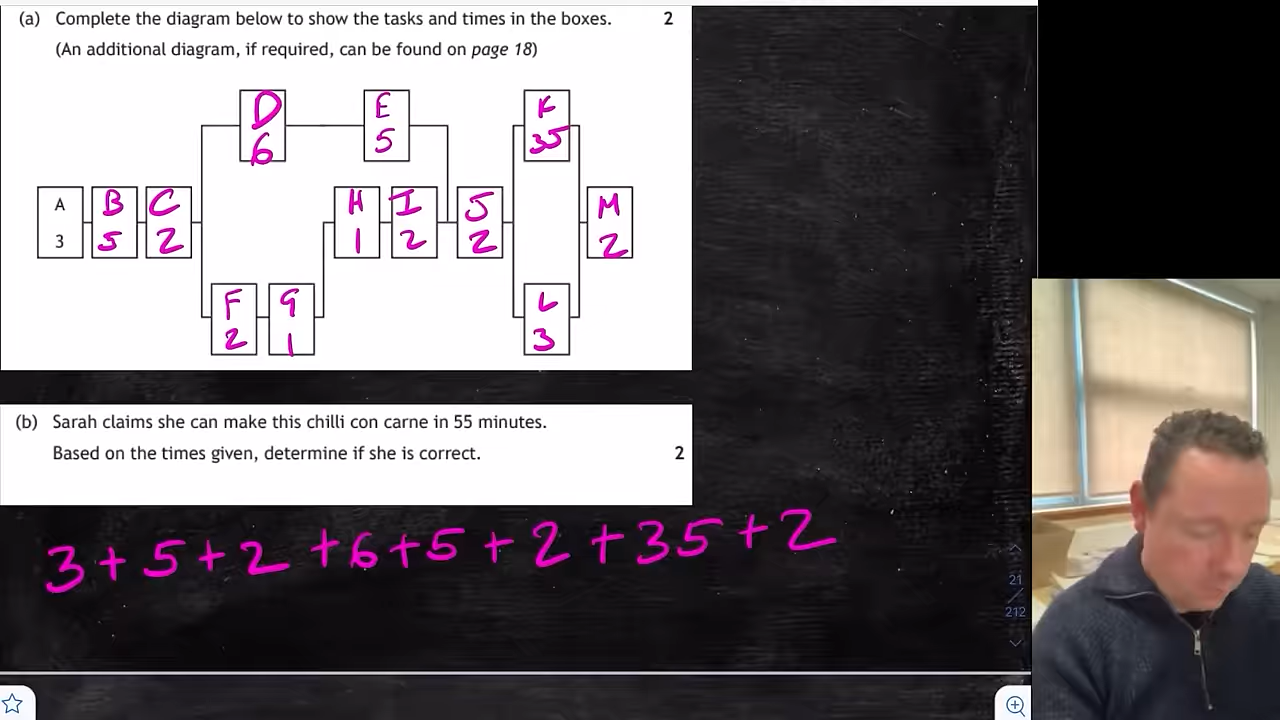 (a) Complete the diagram below to show the tasks and times in the boxes. 2
(An additional diagram, if required, can be found on page 18)
D E K
6 5 35
A B C H I J M
3 5 2 1 2 2 2
F G L
2 1 3
(b) Sarah claims she can make this chilli con carne in 55 minutes.
Based on the times given, determine if she is correct. 2
3 + 5 + 2 + 6 + 5 + 2 + 35 + 2
21
/
212